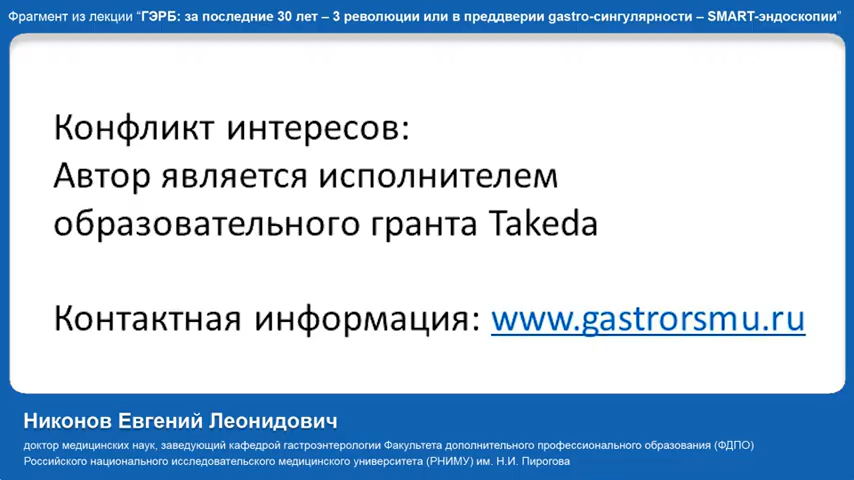 Фрагмент из лекции “ГЭРБ: за последние 30 лет – 3 революции или в преддверии gastro-сингулярности – SMART-эндоскопии”
Конфликт интересов:
Автор является исполнителем
образовательного гранта Takeda
Контактная информация: www.gastrorsmu.ru
Никонов Евгений Леонидович
доктор медицинских наук, заведующий кафедрой гастроэнтерологии Факультета дополнительного профессионального образования (ФДПО)
Российского национального исследовательского медицинского университета (РНИМУ) им. Н.И. Пирогова